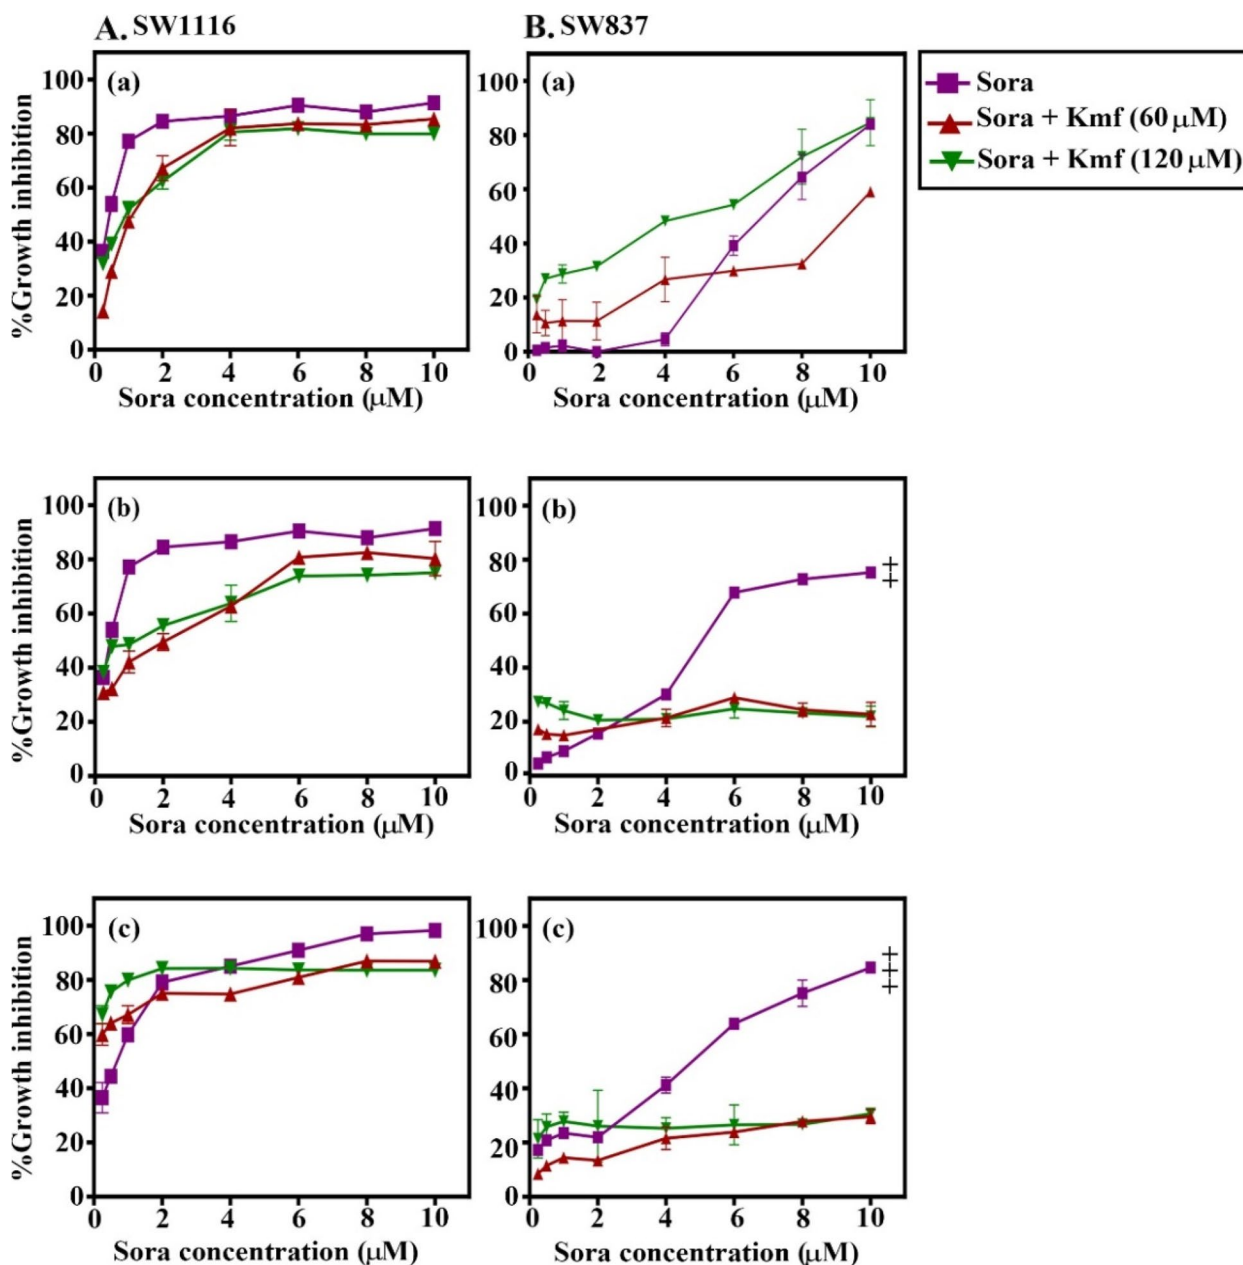 A. SW1116
B. SW837
Sora
Sora + Kmf (60 μM)
Sora + Kmf (120 μM)
(a)
100
80
60
40
20
0
%Growth inhibition
0 2 4 6 8 10
Sora concentration (μM)
(a)
100
80
60
40
20
0
0 2 4 6 8 10
Sora concentration (μM)
(b)
100
80
60
40
20
0
%Growth inhibition
0 2 4 6 8 10
Sora concentration (μM)
(b)
100
80
60
40
20
0
0 2 4 6 8 10
Sora concentration (μM)
++
(c)
100
80
60
40
20
0
%Growth inhibition
0 2 4 6 8 10
Sora concentration (μM)
(c)
100
80
60
40
20
0
0 2 4 6 8 10
Sora concentration (μM)
+++